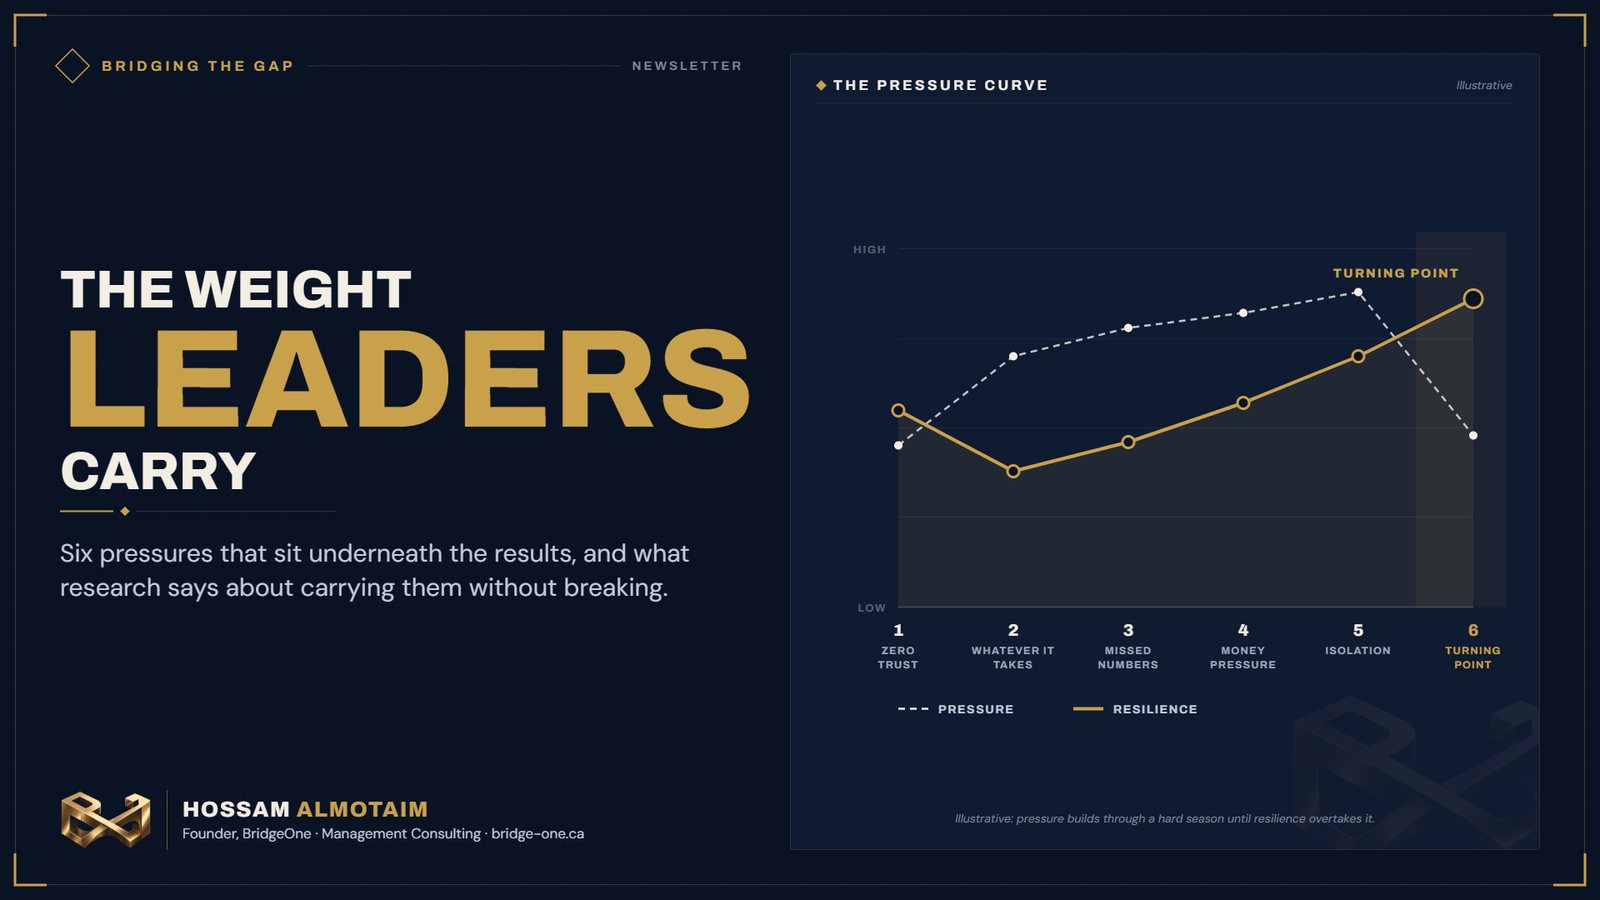 BRIDGING THE GAP
NEWSLETTER
THE WEIGHT
LEADERS
CARRY
Six pressures that sit underneath the results, and what
research says about carrying them without breaking.
HOSSAM ALMOTAIM
Founder, BridgeOne · Management Consulting · bridge-one.ca
THE PRESSURE CURVE
Illustrative
HIGH
TURNING POINT
LOW
1 2 3 4 5 6
ZERO TRUST
WHATEVER IT TAKES
MISSED NUMBERS
MONEY PRESSURE
ISOLATION
TURNING POINT
PRESSURE
RESILIENCE
Illustrative: pressure builds through a hard season until resilience overtakes it.